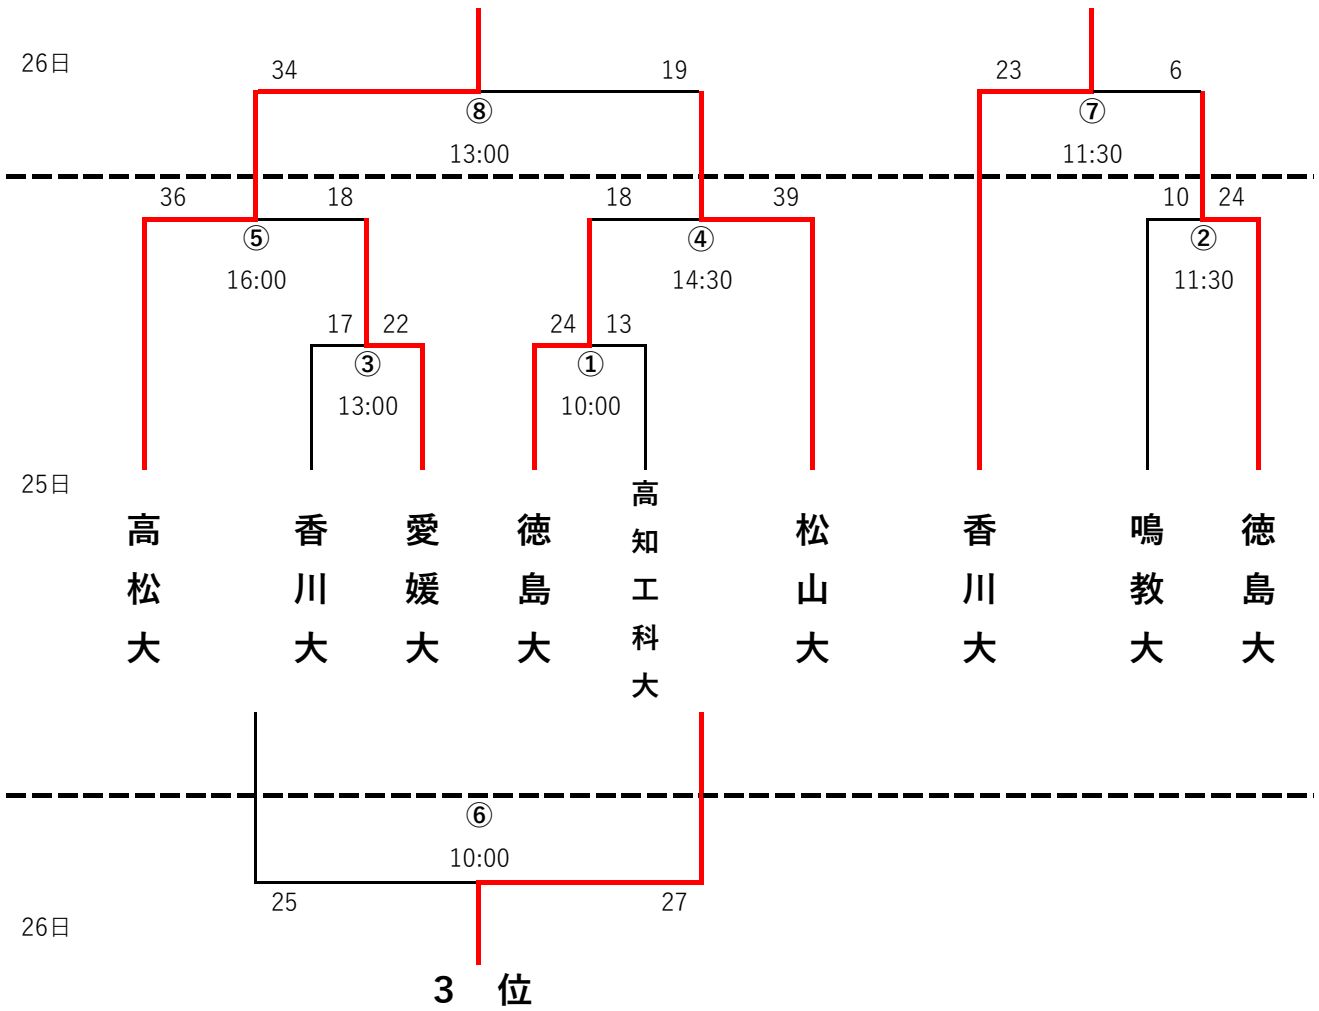 26日
34
19
23
6
⑧
⑦
13:00
11:30
36
18
18
39
10
24
⑤
④
②
16:00
14:30
11:30
17
22
24
13
③
①
13:00
10:00
25日
高松大
香川大
愛媛大
徳島大
高知工科大
松山大
香川大
鳴教大
徳島大
⑥
10:00
25
27
26日
3 位